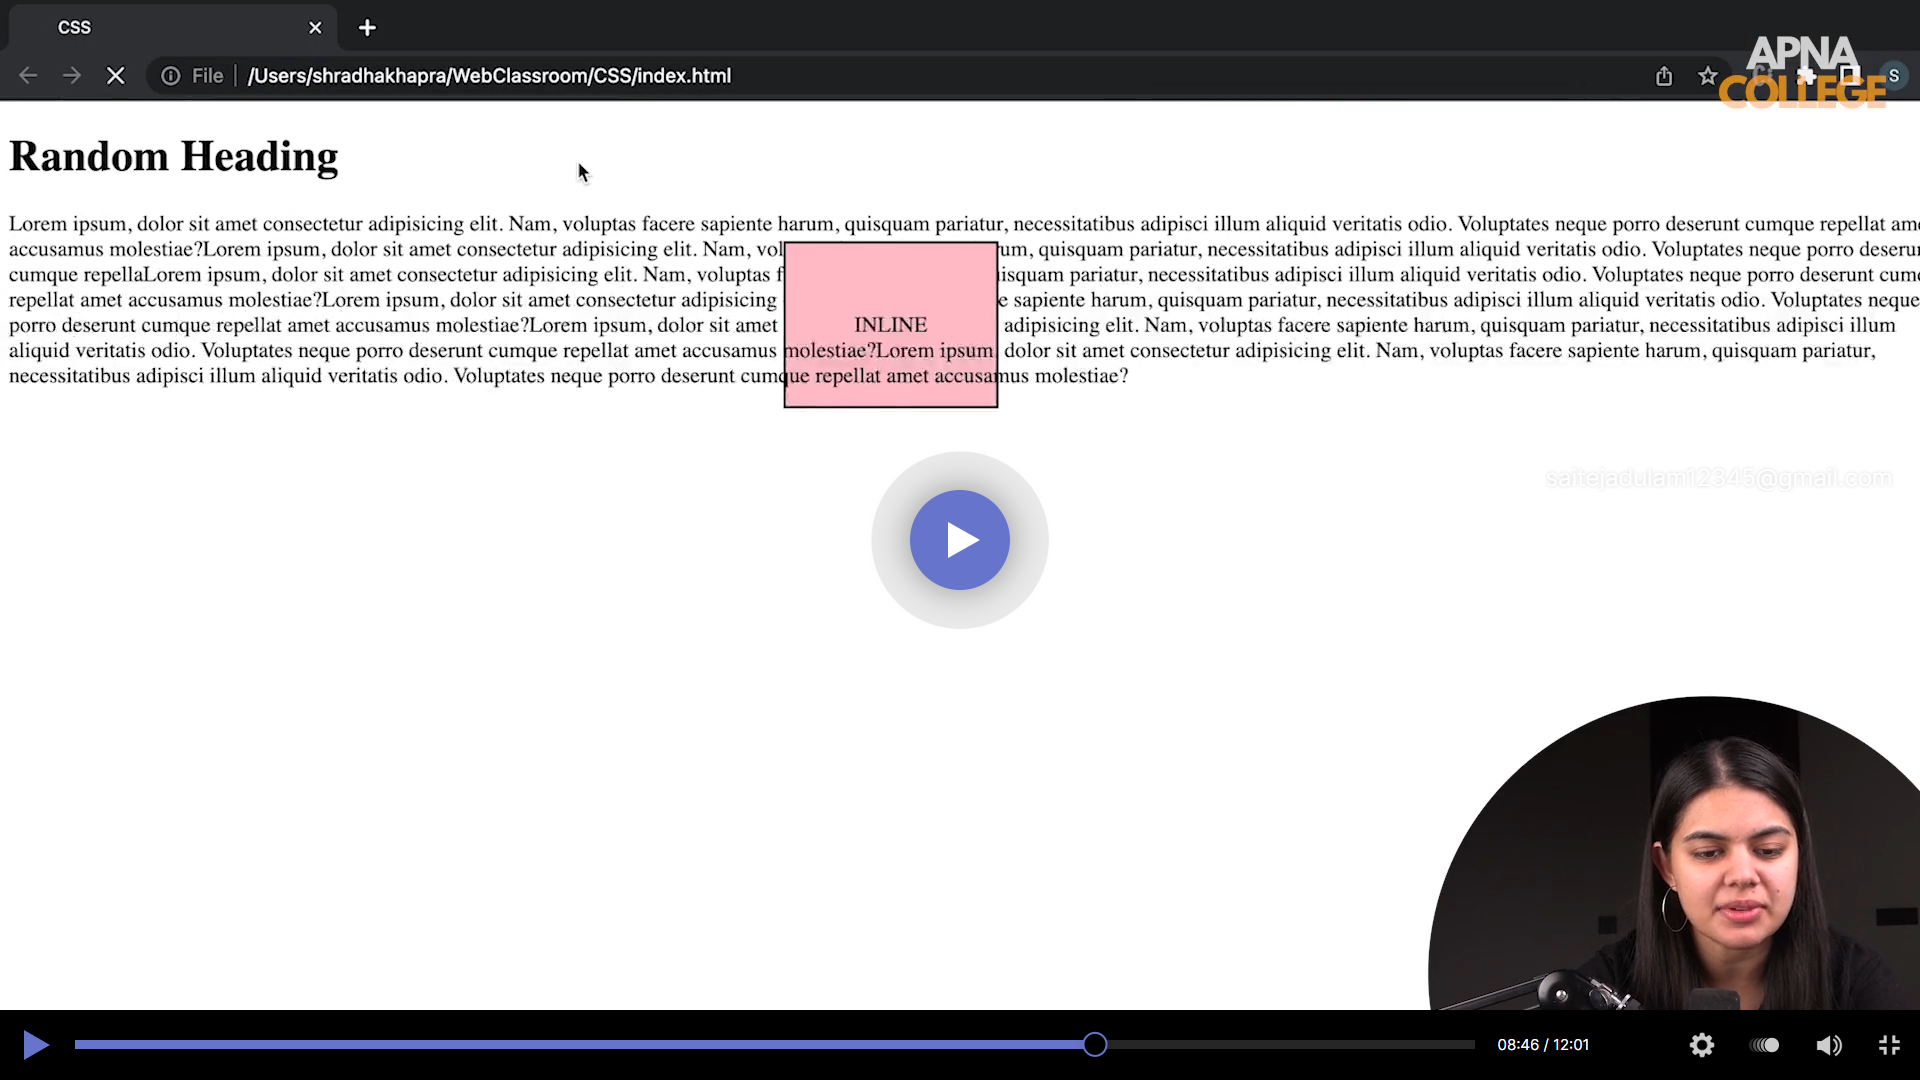 CSS
File /Users/shradhakhapra/WebClassroom/CSS/index.html
S
APNA
COLLEGE
Random Heading
Lorem ipsum, dolor sit amet consectetur adipisicing elit. Nam, voluptas facere sapiente harum, quisquam pariatur, necessitatibus adipisci illum aliquid veritatis odio. Voluptates neque porro deserunt cumque repellat ame
accusamus molestiae?Lorem ipsum, dolor sit amet consectetur adipisicing elit. Nam, vol um, quisquam pariatur, necessitatibus adipisci illum aliquid veritatis odio. Voluptates neque porro deserun
cumque repellaLorem ipsum, dolor sit amet consectetur adipisicing elit. Nam, voluptas f isquam pariatur, necessitatibus adipisci illum aliquid veritatis odio. Voluptates neque porro deserunt cum
repellat amet accusamus molestiae?Lorem ipsum, dolor sit amet consectetur adipisicing e sapiente harum, quisquam pariatur, necessitatibus adipisci illum aliquid veritatis odio. Voluptates neque
porro deserunt cumque repellat amet accusamus molestiae?Lorem ipsum, dolor sit amet INLINE adipisicing elit. Nam, voluptas facere sapiente harum, quisquam pariatur, necessitatibus adipisci illum
aliquid veritatis odio. Voluptates neque porro deserunt cumque repellat amet accusamus molestiae?Lorem ipsum, dolor sit amet consectetur adipisicing elit. Nam, voluptas facere sapiente harum, quisquam pariatur,
necessitatibus adipisci illum aliquid veritatis odio. Voluptates neque porro deserunt cumque repellat amet accusamus molestiae?
saitejadulam12345@gmail.com
08:46 / 12:01